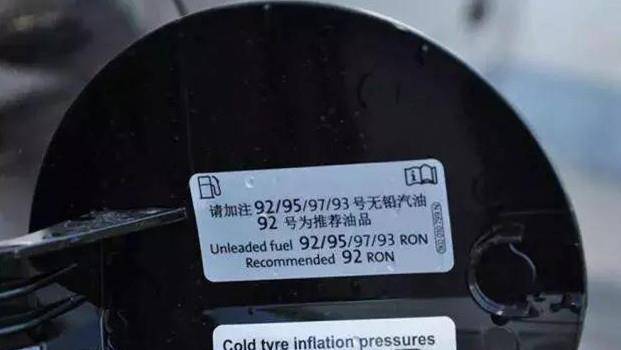 请加注 92/95/97/93 号无铅汽油
92 号为推荐油品
Unleaded fuel 92/95/97/93 RON
Recommended 92 RON
Cold tyre inflation pressures